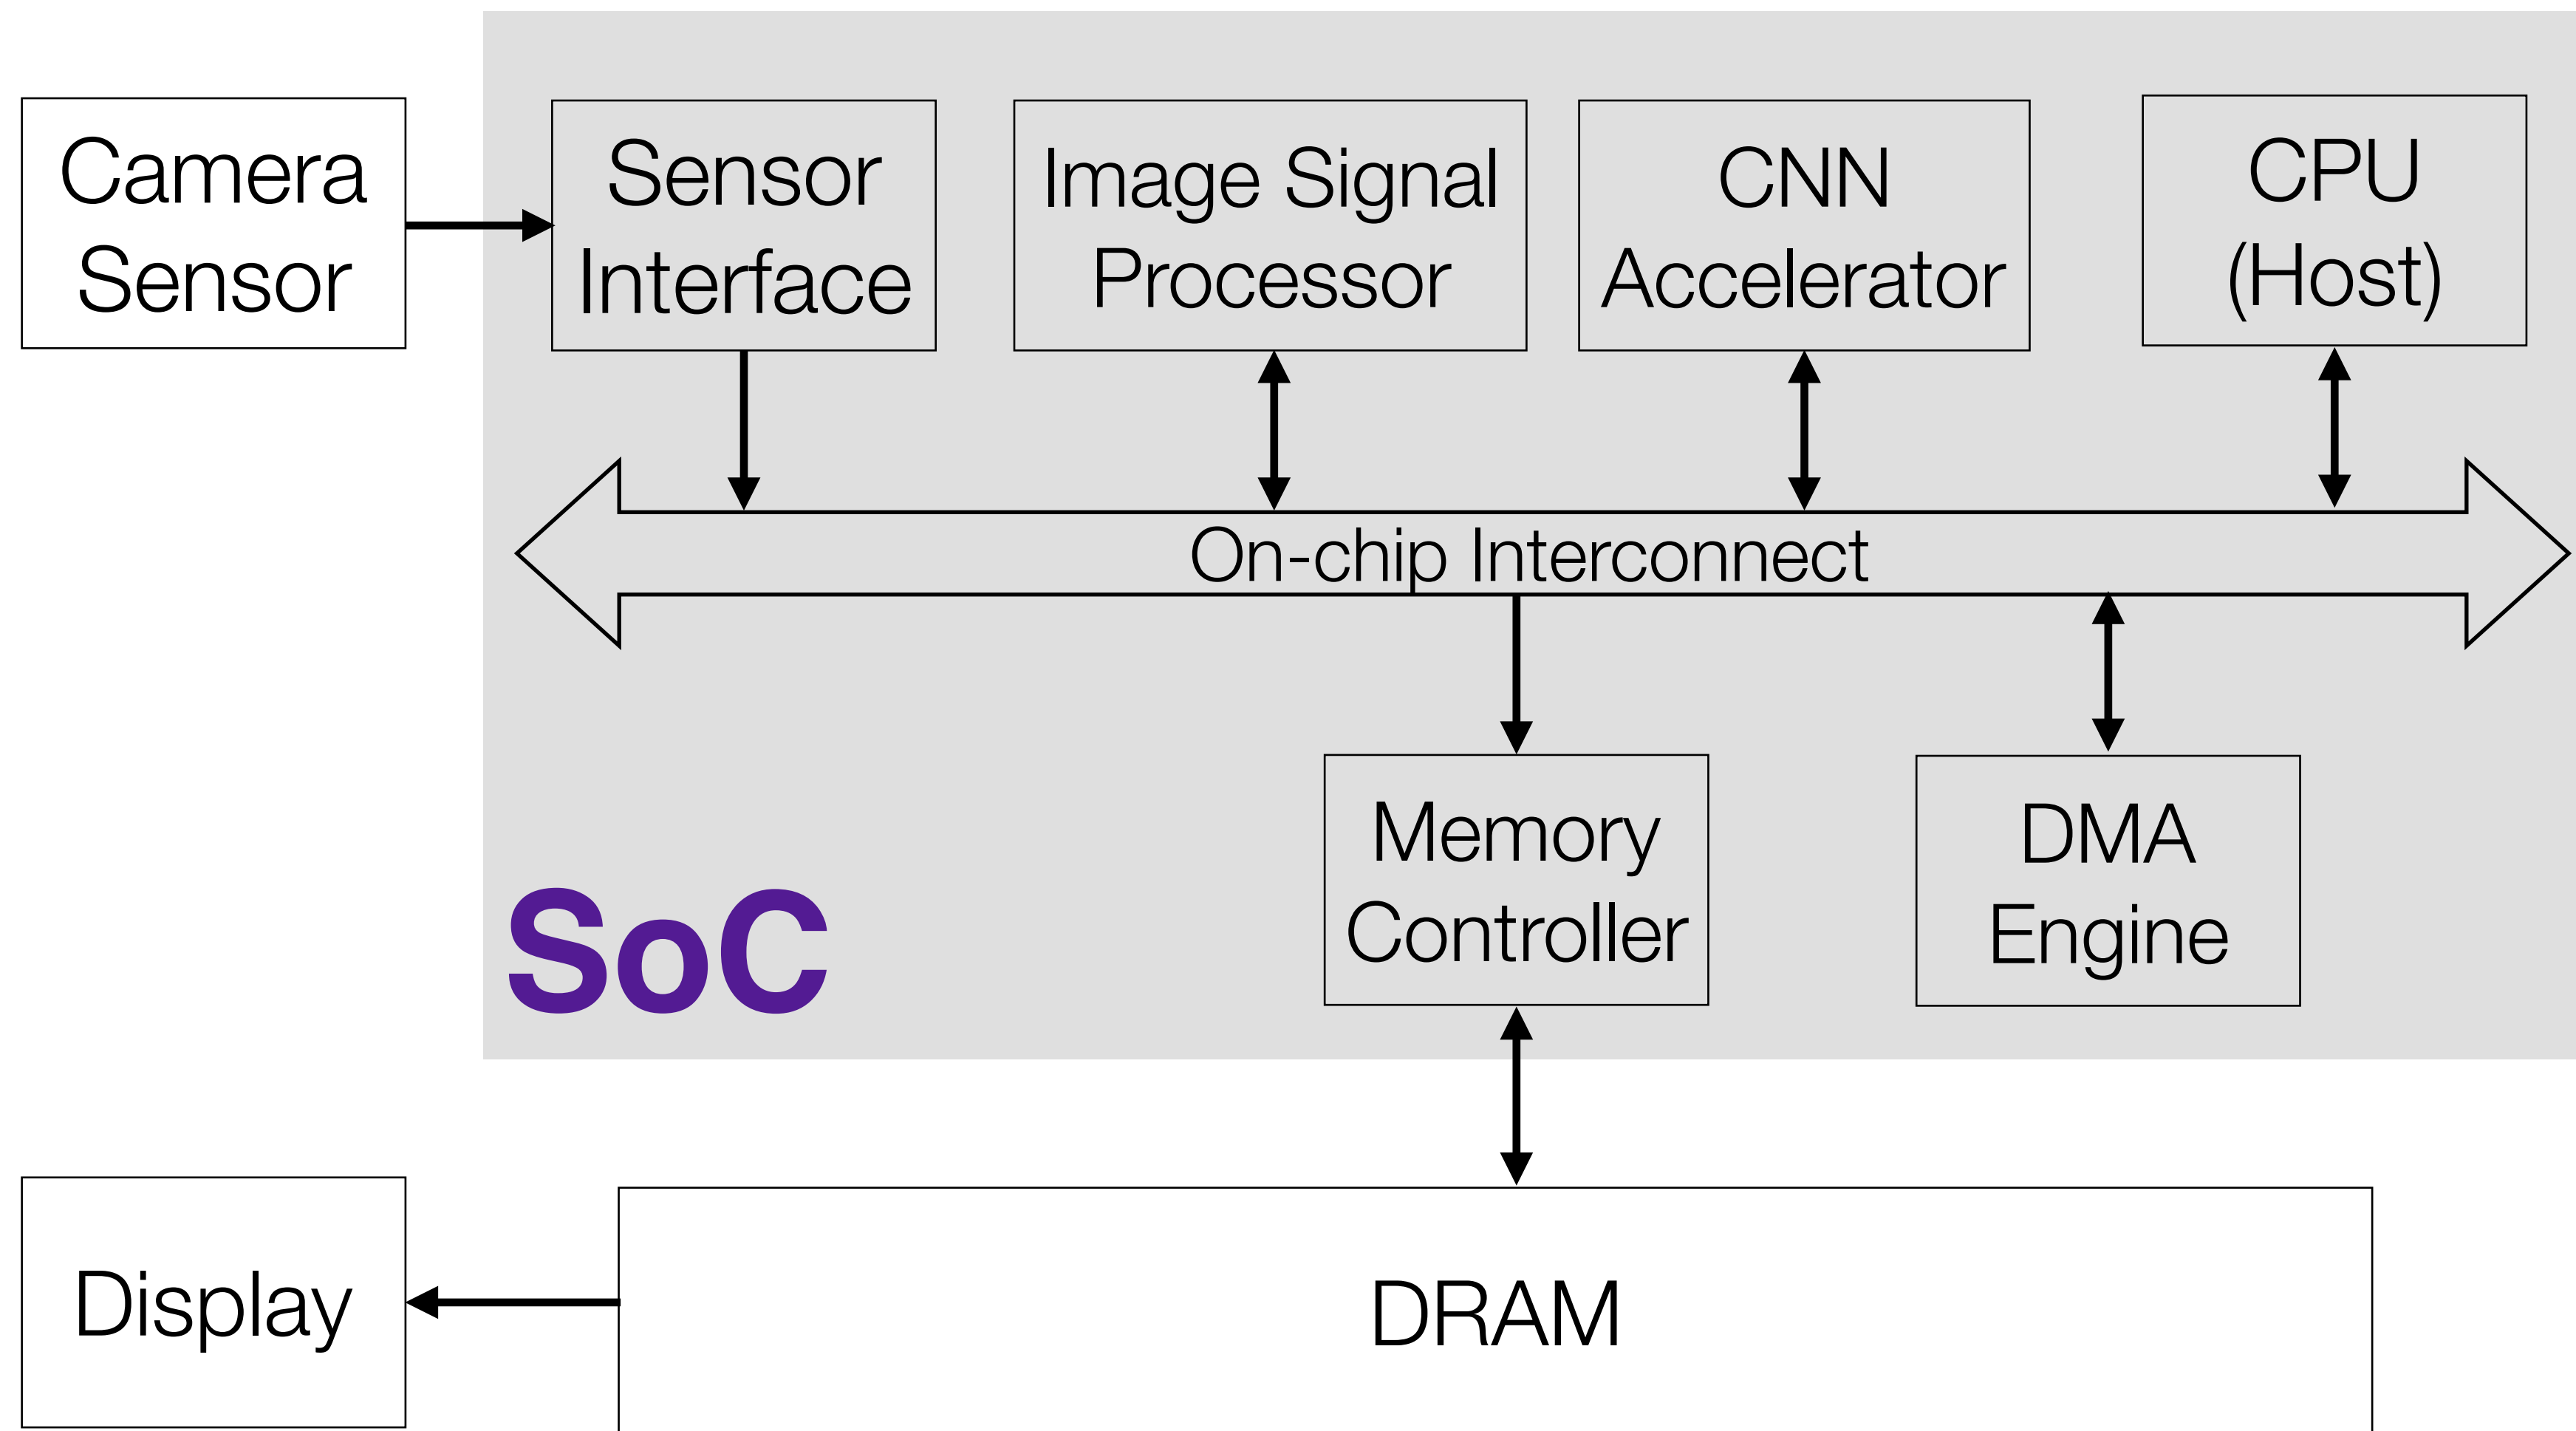 Camera
Sensor
Sensor
Interface
Image Signal
Processor
CNN
Accelerator
CPU
(Host)
On-chip Interconnect
Memory
Controller
DMA
Engine
SoC
Display
DRAM